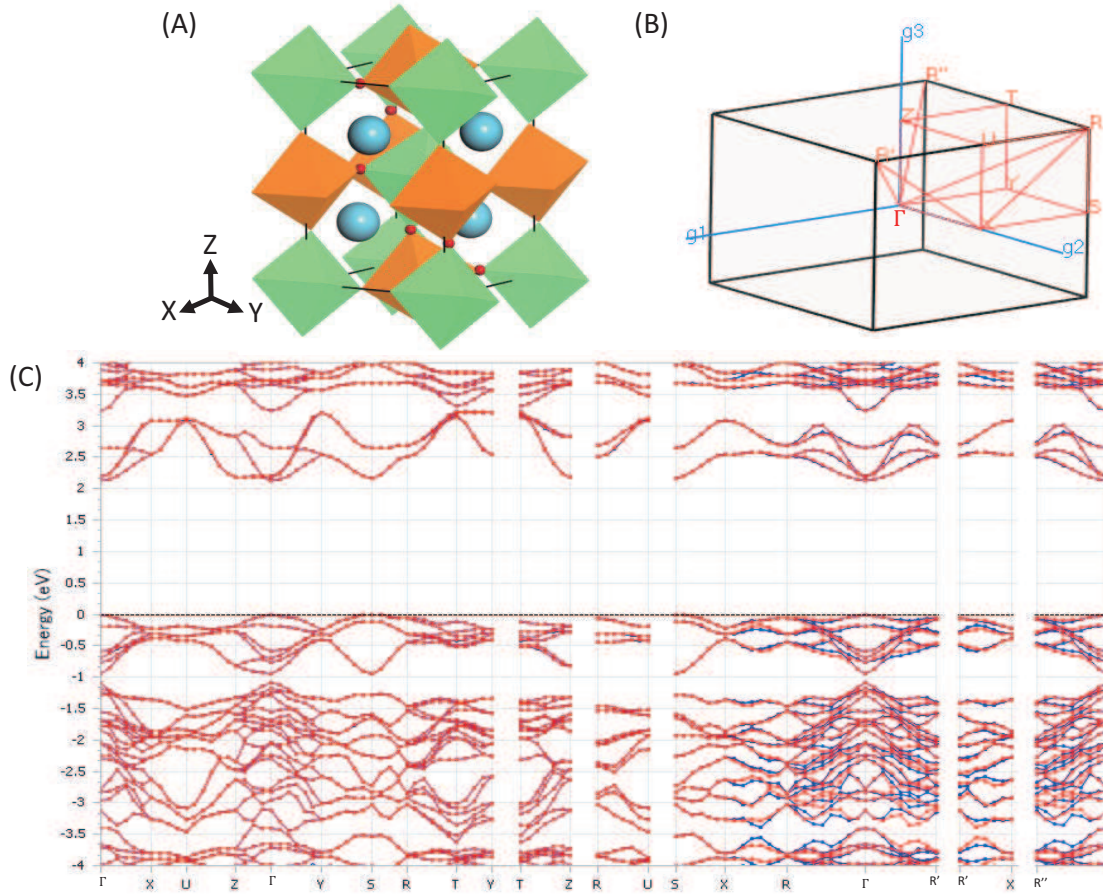 (A)
Z
X
Y
(B)
g3
R''
T
Z
U
R
R'
Y
S
Γ
g1
g2
(C)
Energy (eV)
4
3.5
3
2.5
2
1.5
1
0.5
0
-0.5
-1
-1.5
-2
-2.5
-3
-3.5
-4
Γ X U Z Γ Y S R T Y T Z R U S X R Γ R' R' X R''